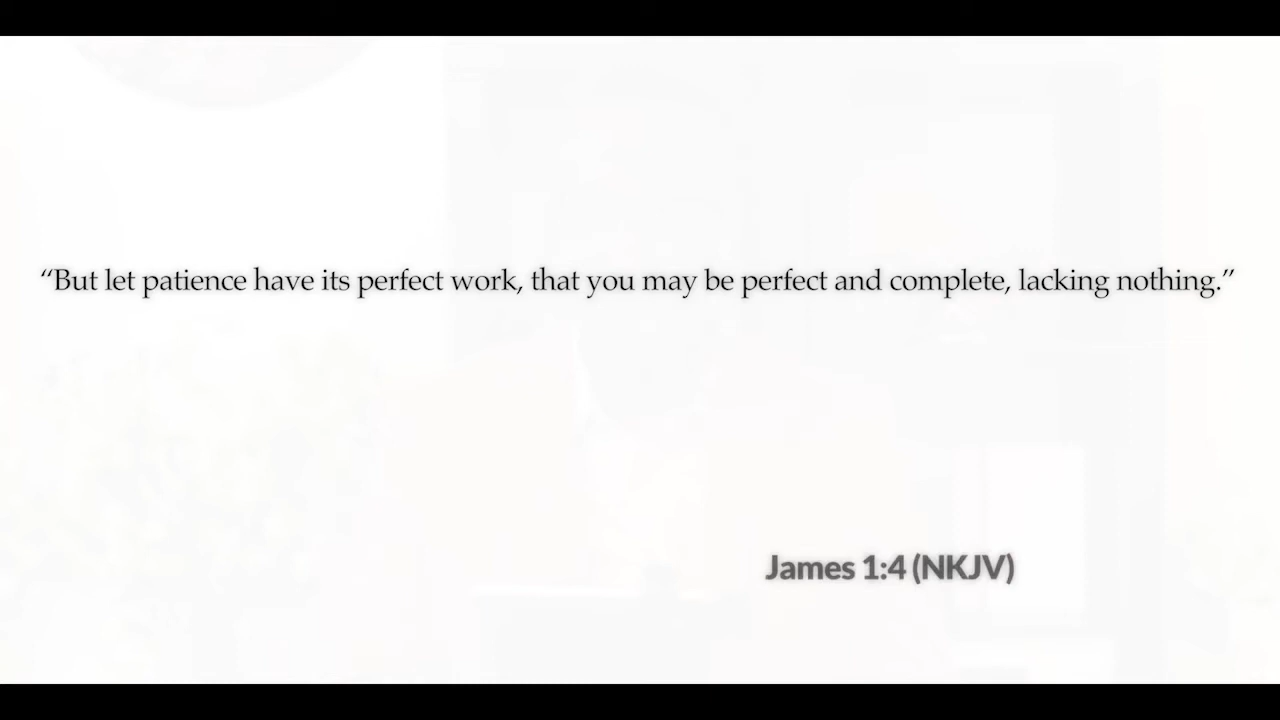 “But let patience have its perfect work, that you may be perfect and complete, lacking nothing.”
James 1:4 (NKJV)